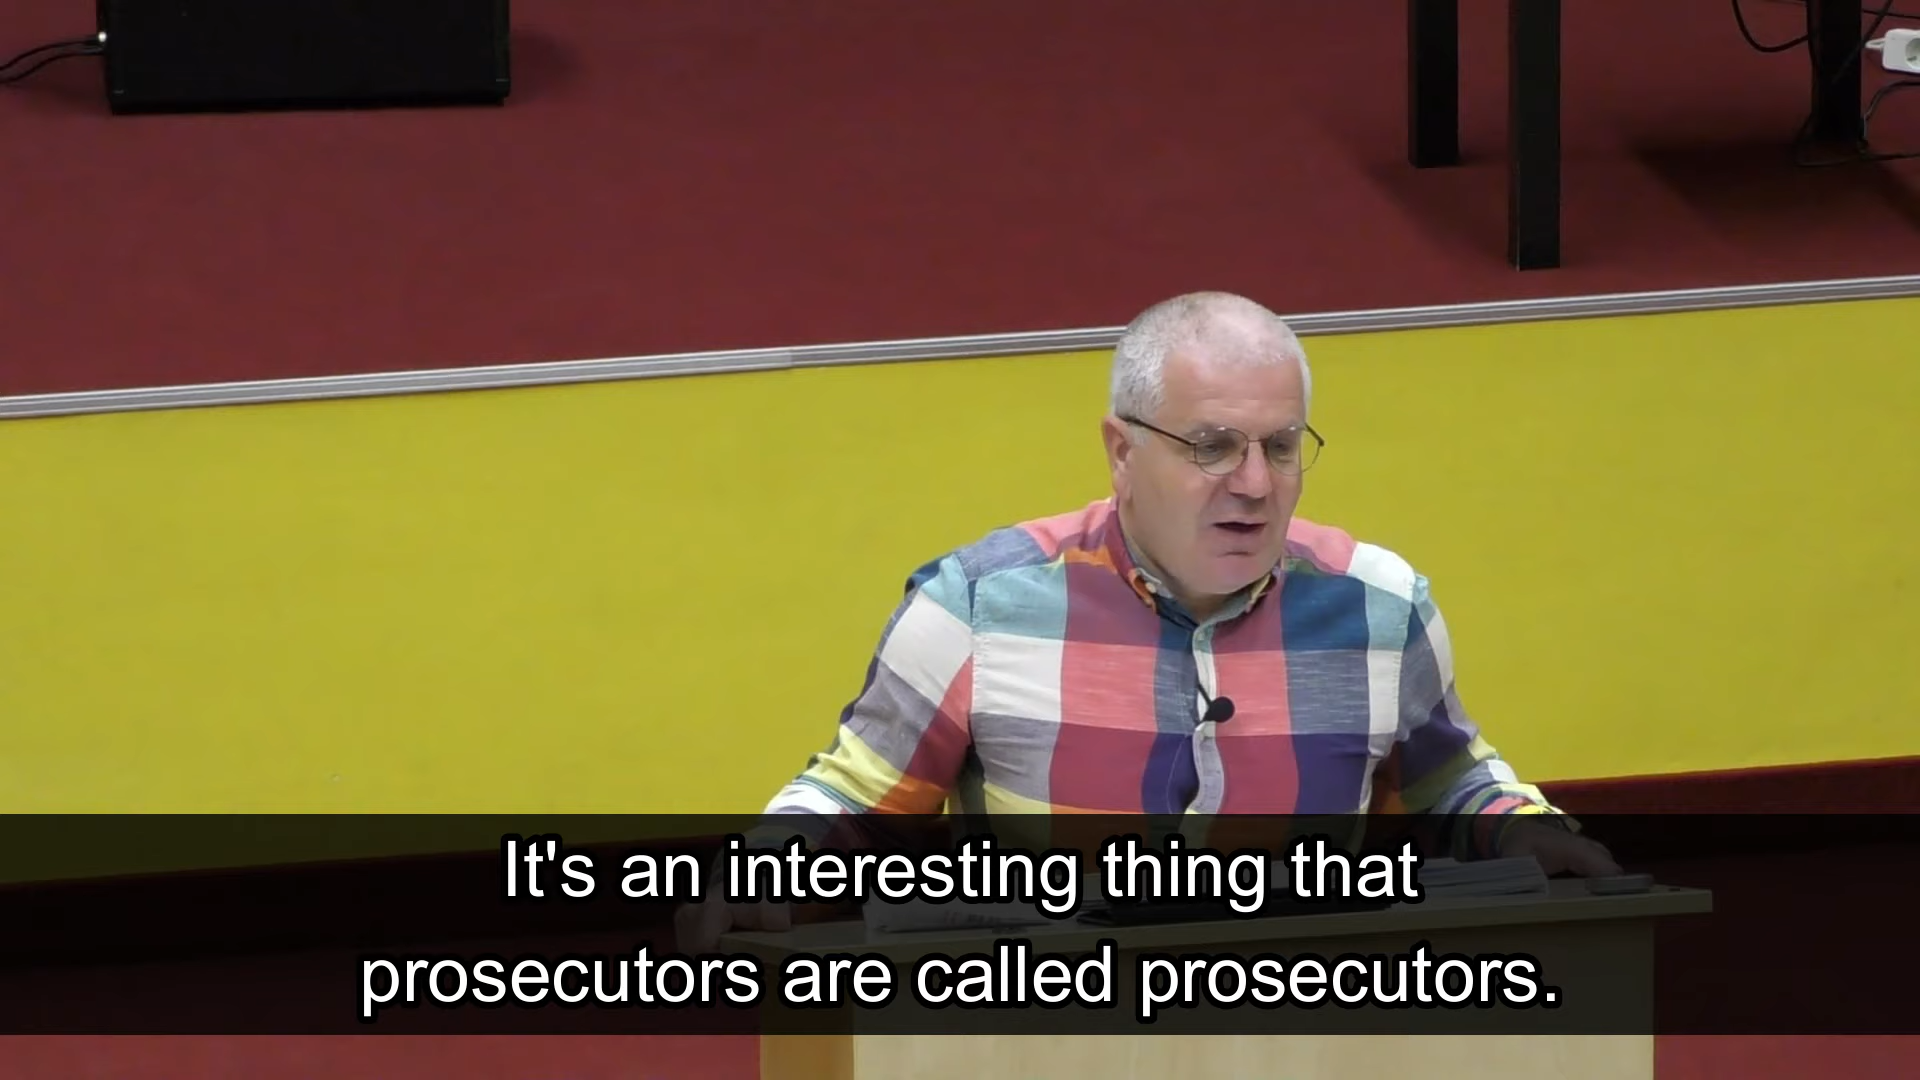 It's an interesting thing that
prosecutors are called prosecutors.